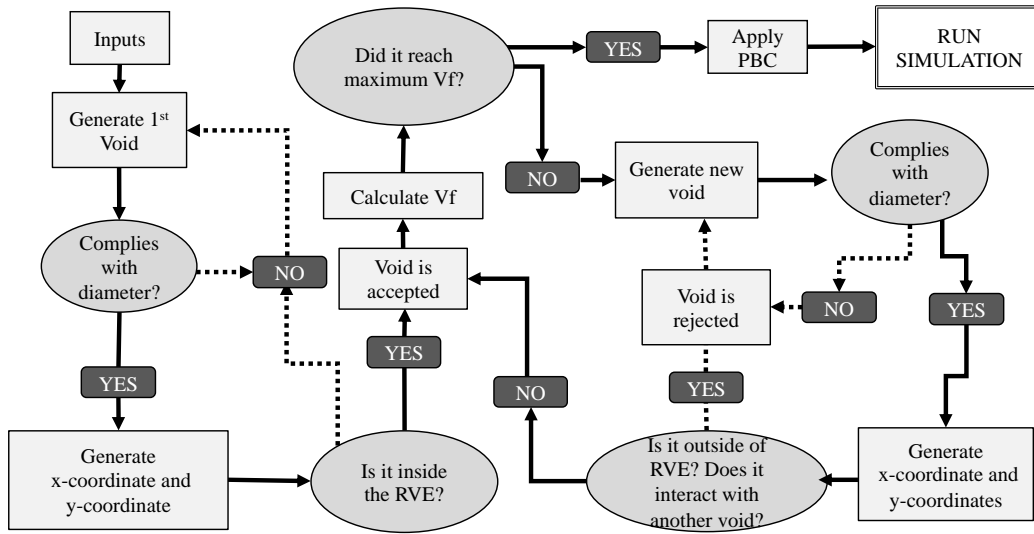 Inputs
Generate 1st
Void
Complies
with
diameter?
NO
YES
Generate
x-coordinate and
y-coordinate
Is it inside
the RVE?
YES
Void is
accepted
Calculate Vf
Did it reach
maximum Vf?
YES
Apply
PBC
RUN
SIMULATION
NO
Generate new
void
Complies
with
diameter?
NO
Void is
rejected
YES
Generate
x-coordinate and
y-coordinates
Is it outside of
RVE? Does it
interact with
another void?
YES
NO